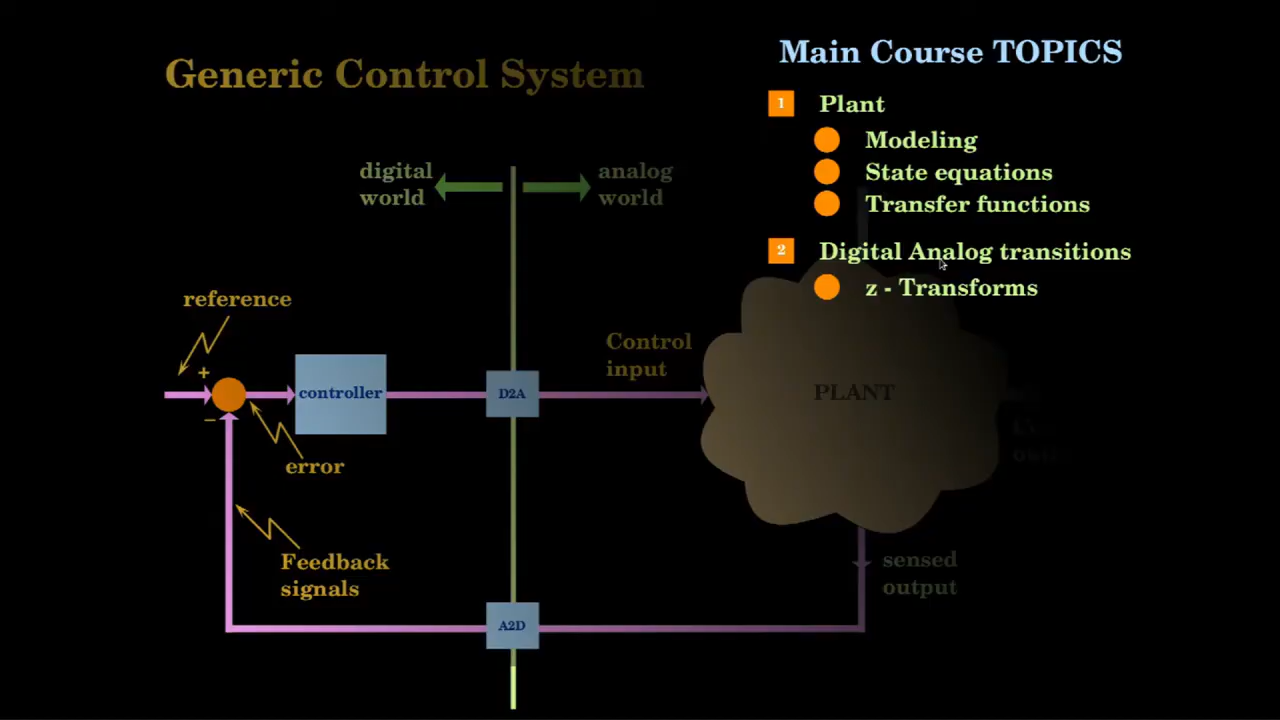 Generic Control System
Main Course TOPICS
1 Plant
Modeling
State equations
Transfer functions
2 Digital Analog transitions
z - Transforms
digital
world
analog
world
reference
+
controller
D2A
Control
input
PLANT
−
error
Feedback
signals
sensed
output
A2D